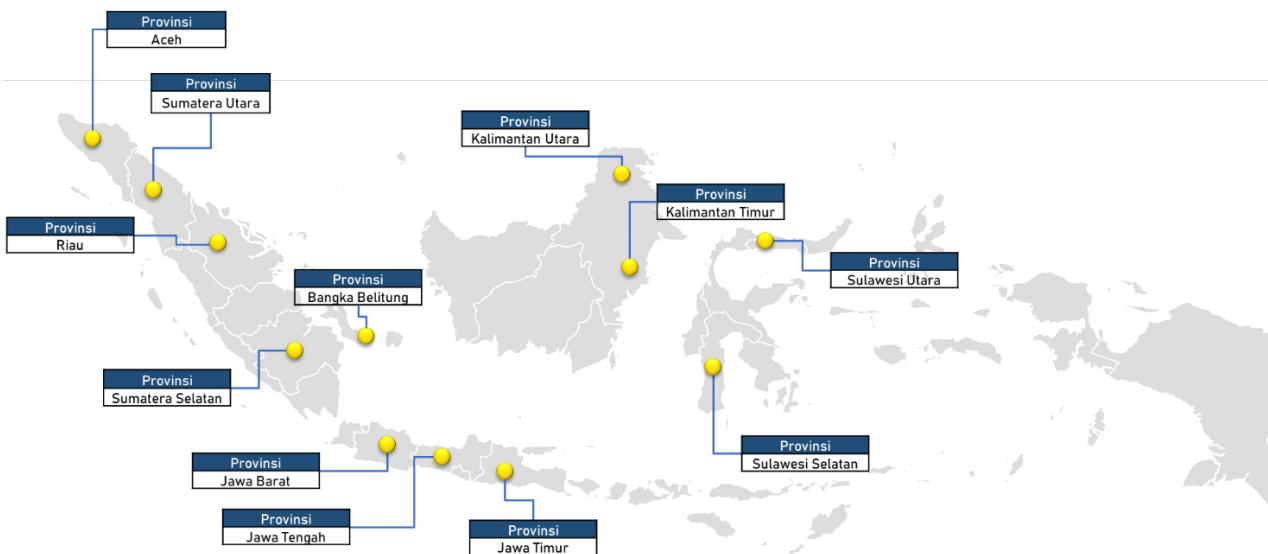 Provinsi
Aceh
Provinsi
Sumatera Utara
Provinsi
Kalimantan Utara
Provinsi
Kalimantan Timur
Provinsi
Riau
Provinsi
Sulawesi Utara
Provinsi
Bangka Belitung
Provinsi
Sumatera Selatan
Provinsi
Sulawesi Selatan
Provinsi
Jawa Barat
Provinsi
Jawa Tengah
Provinsi
Jawa Timur